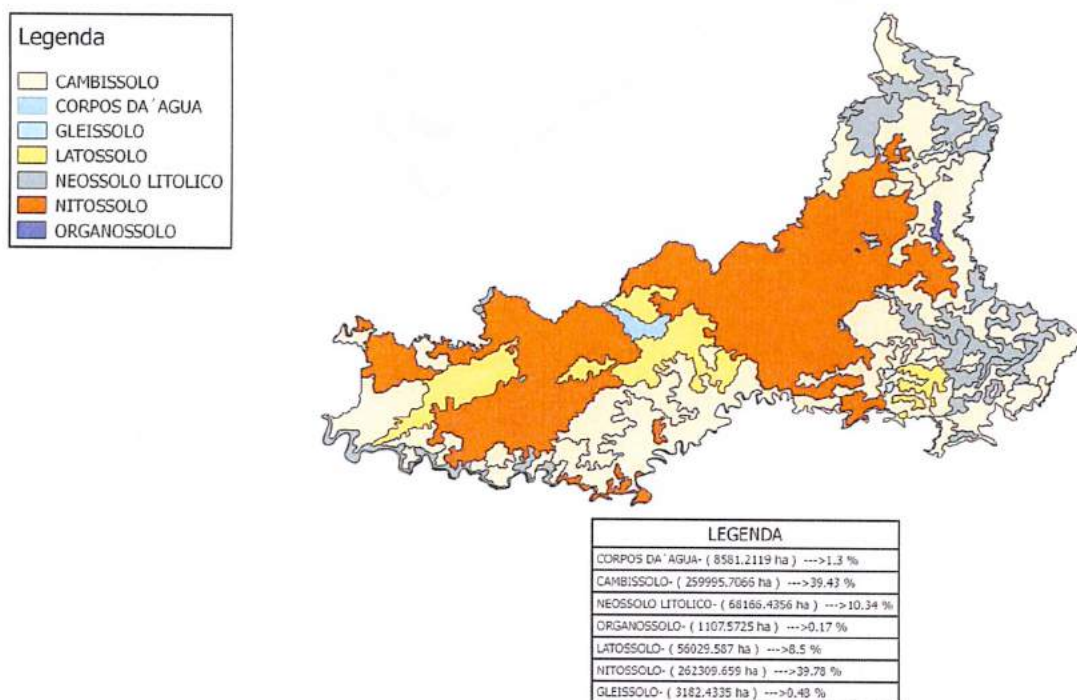 Legenda
CAMBISSOLO
CORPOS DA´AGUA
GLEISSOLO
LATOSSOLO
NEOSSOLO LITOLICO
NITOSSOLO
ORGANOSSOLO
LEGENDA
CORPOS DA´AGUA- ( 8581.2119 ha ) --->1.3 %
CAMBISSOLO- ( 259995.7066 ha ) --->39.43 %
NEOSSOLO LITOLICO- ( 68166.4356 ha ) --->10.34 %
ORGANOSSOLO- ( 1107.5725 ha ) --->0.17 %
LATOSSOLO- ( 56029.587 ha ) --->8.5 %
NITOSSOLO- ( 262309.659 ha ) --->39.78 %
GLEISSOLO- ( 3182.4335 ha ) --->0.48 %